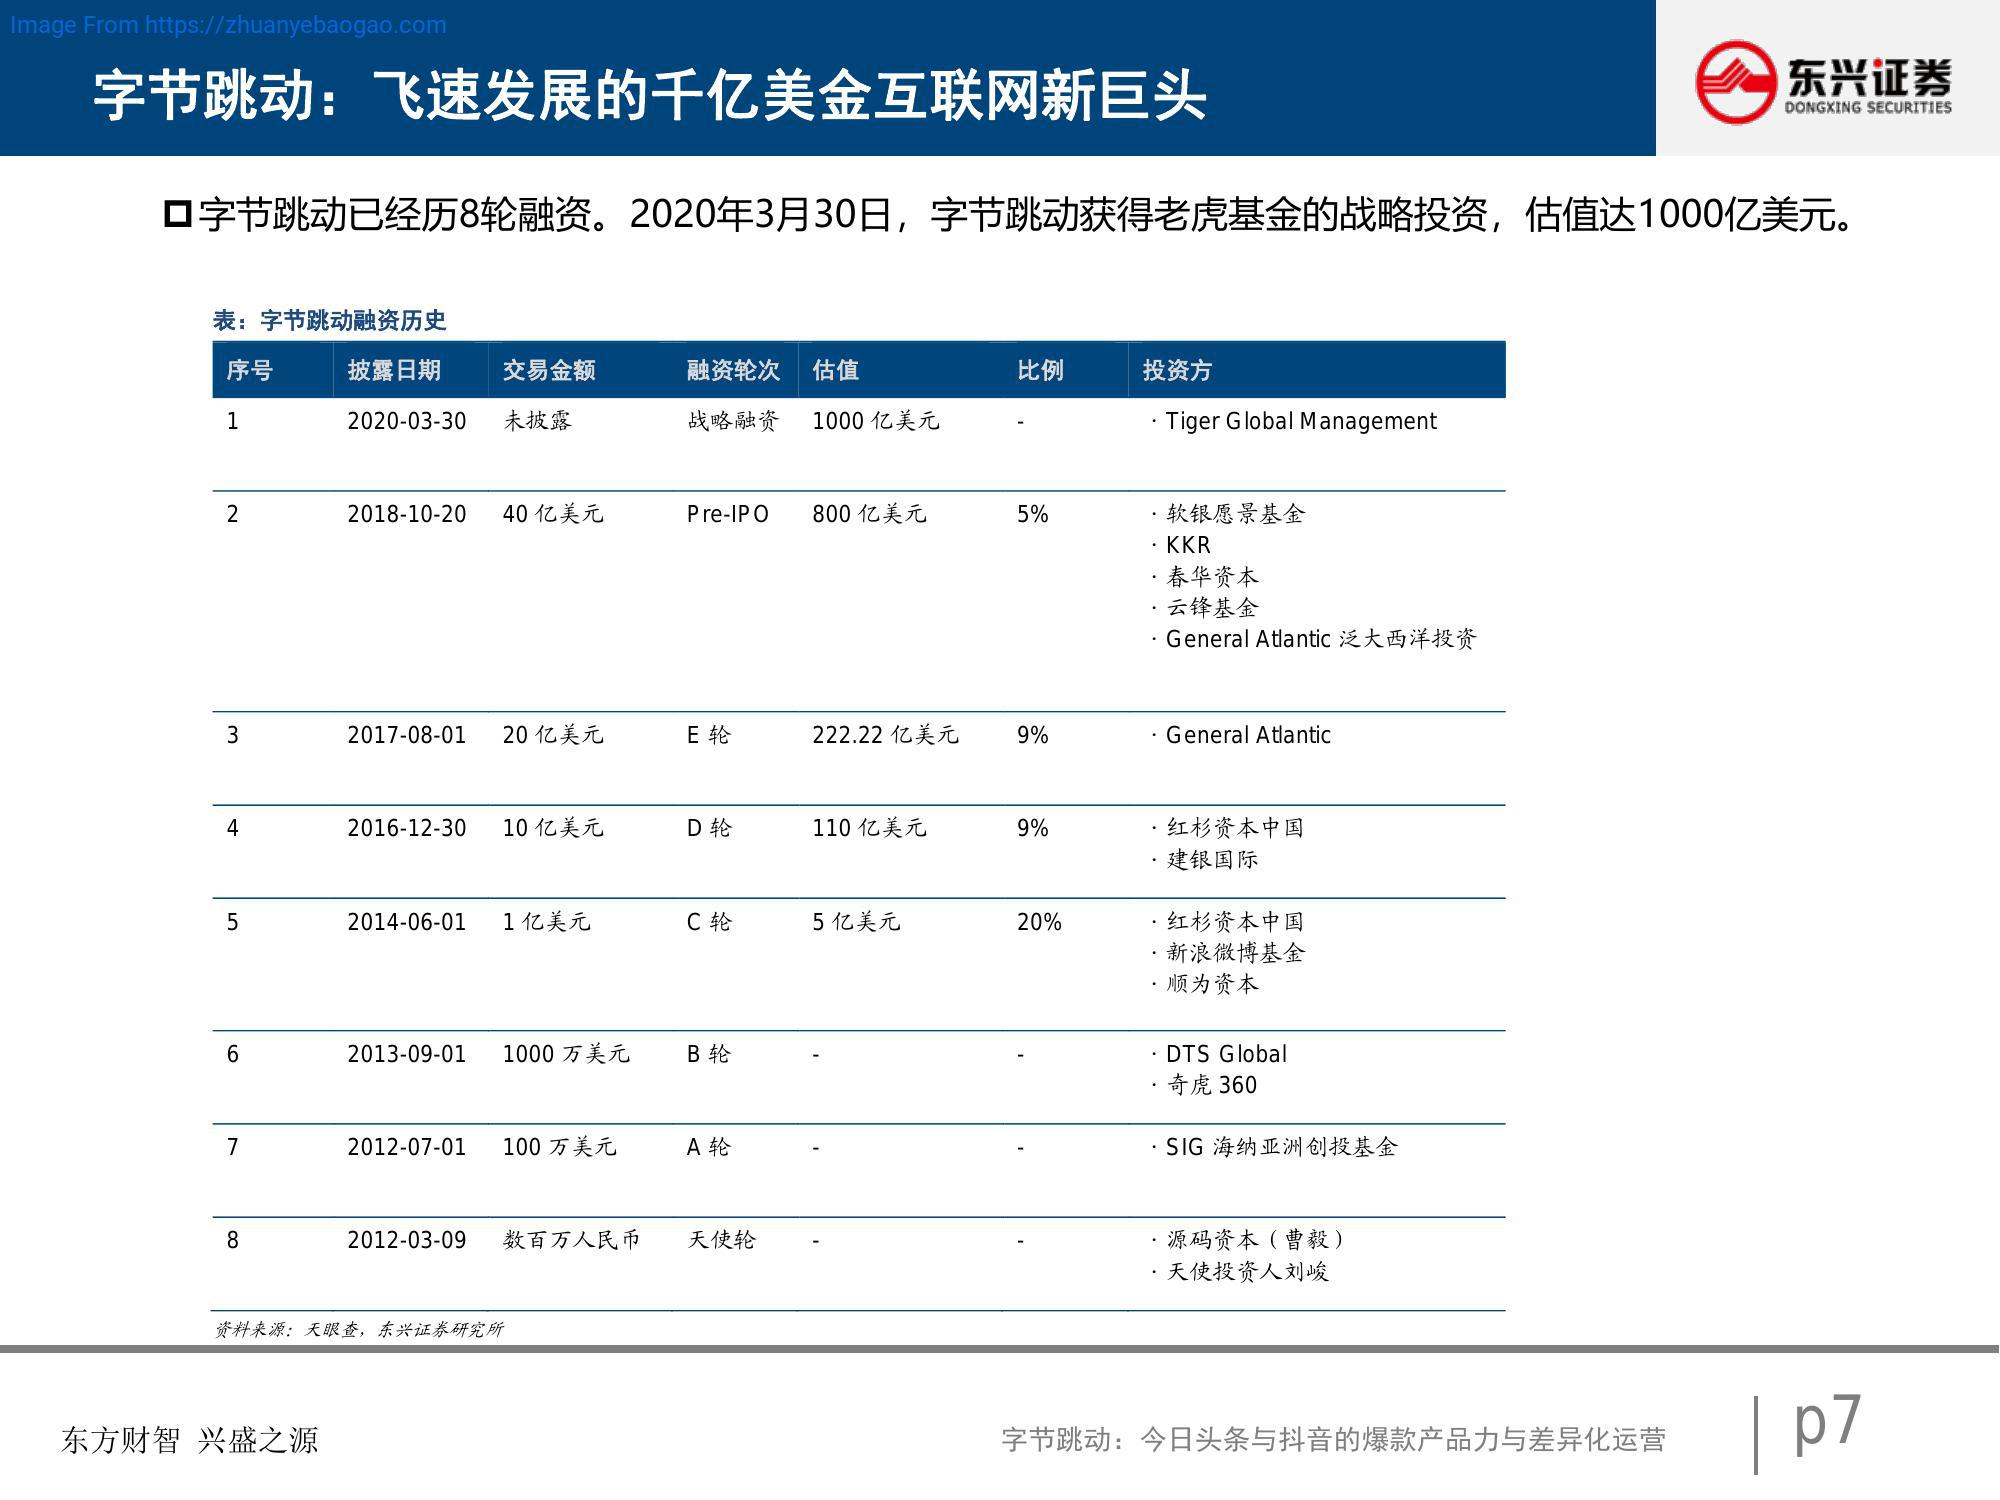 Image From https://zhuanyebaogao.com
字节跳动：飞速发展的千亿美金互联网新巨头
东兴证券
DONGXING SECURITIES
字节跳动已经历8轮融资。2020年3月30日，字节跳动获得老虎基金的战略投资，估值达1000亿美元。
表：字节跳动融资历史
序号 披露日期 交易金额 融资轮次 估值 比例 投资方
1 2020-03-30 未披露 战略融资 1000 亿美元 - · Tiger Global Management
2 2018-10-20 40 亿美元 Pre-IPO 800 亿美元 5% · 软银愿景基金
· KKR
· 春华资本
· 云锋基金
· General Atlantic 泛大西洋投资
3 2017-08-01 20 亿美元 E 轮 222.22 亿美元 9% · General Atlantic
4 2016-12-30 10 亿美元 D 轮 110 亿美元 9% · 红杉资本中国
· 建银国际
5 2014-06-01 1 亿美元 C 轮 5 亿美元 20% · 红杉资本中国
· 新浪微博基金
· 顺为资本
6 2013-09-01 1000 万美元 B 轮 - - · DTS Global
· 奇虎 360
7 2012-07-01 100 万美元 A 轮 - - · SIG 海纳亚洲创投基金
8 2012-03-09 数百万人民币 天使轮 - - · 源码资本（曹毅）
· 天使投资人刘峻
资料来源：天眼查，东兴证券研究所
东方财智 兴盛之源
字节跳动：今日头条与抖音的爆款产品力与差异化运营
p7